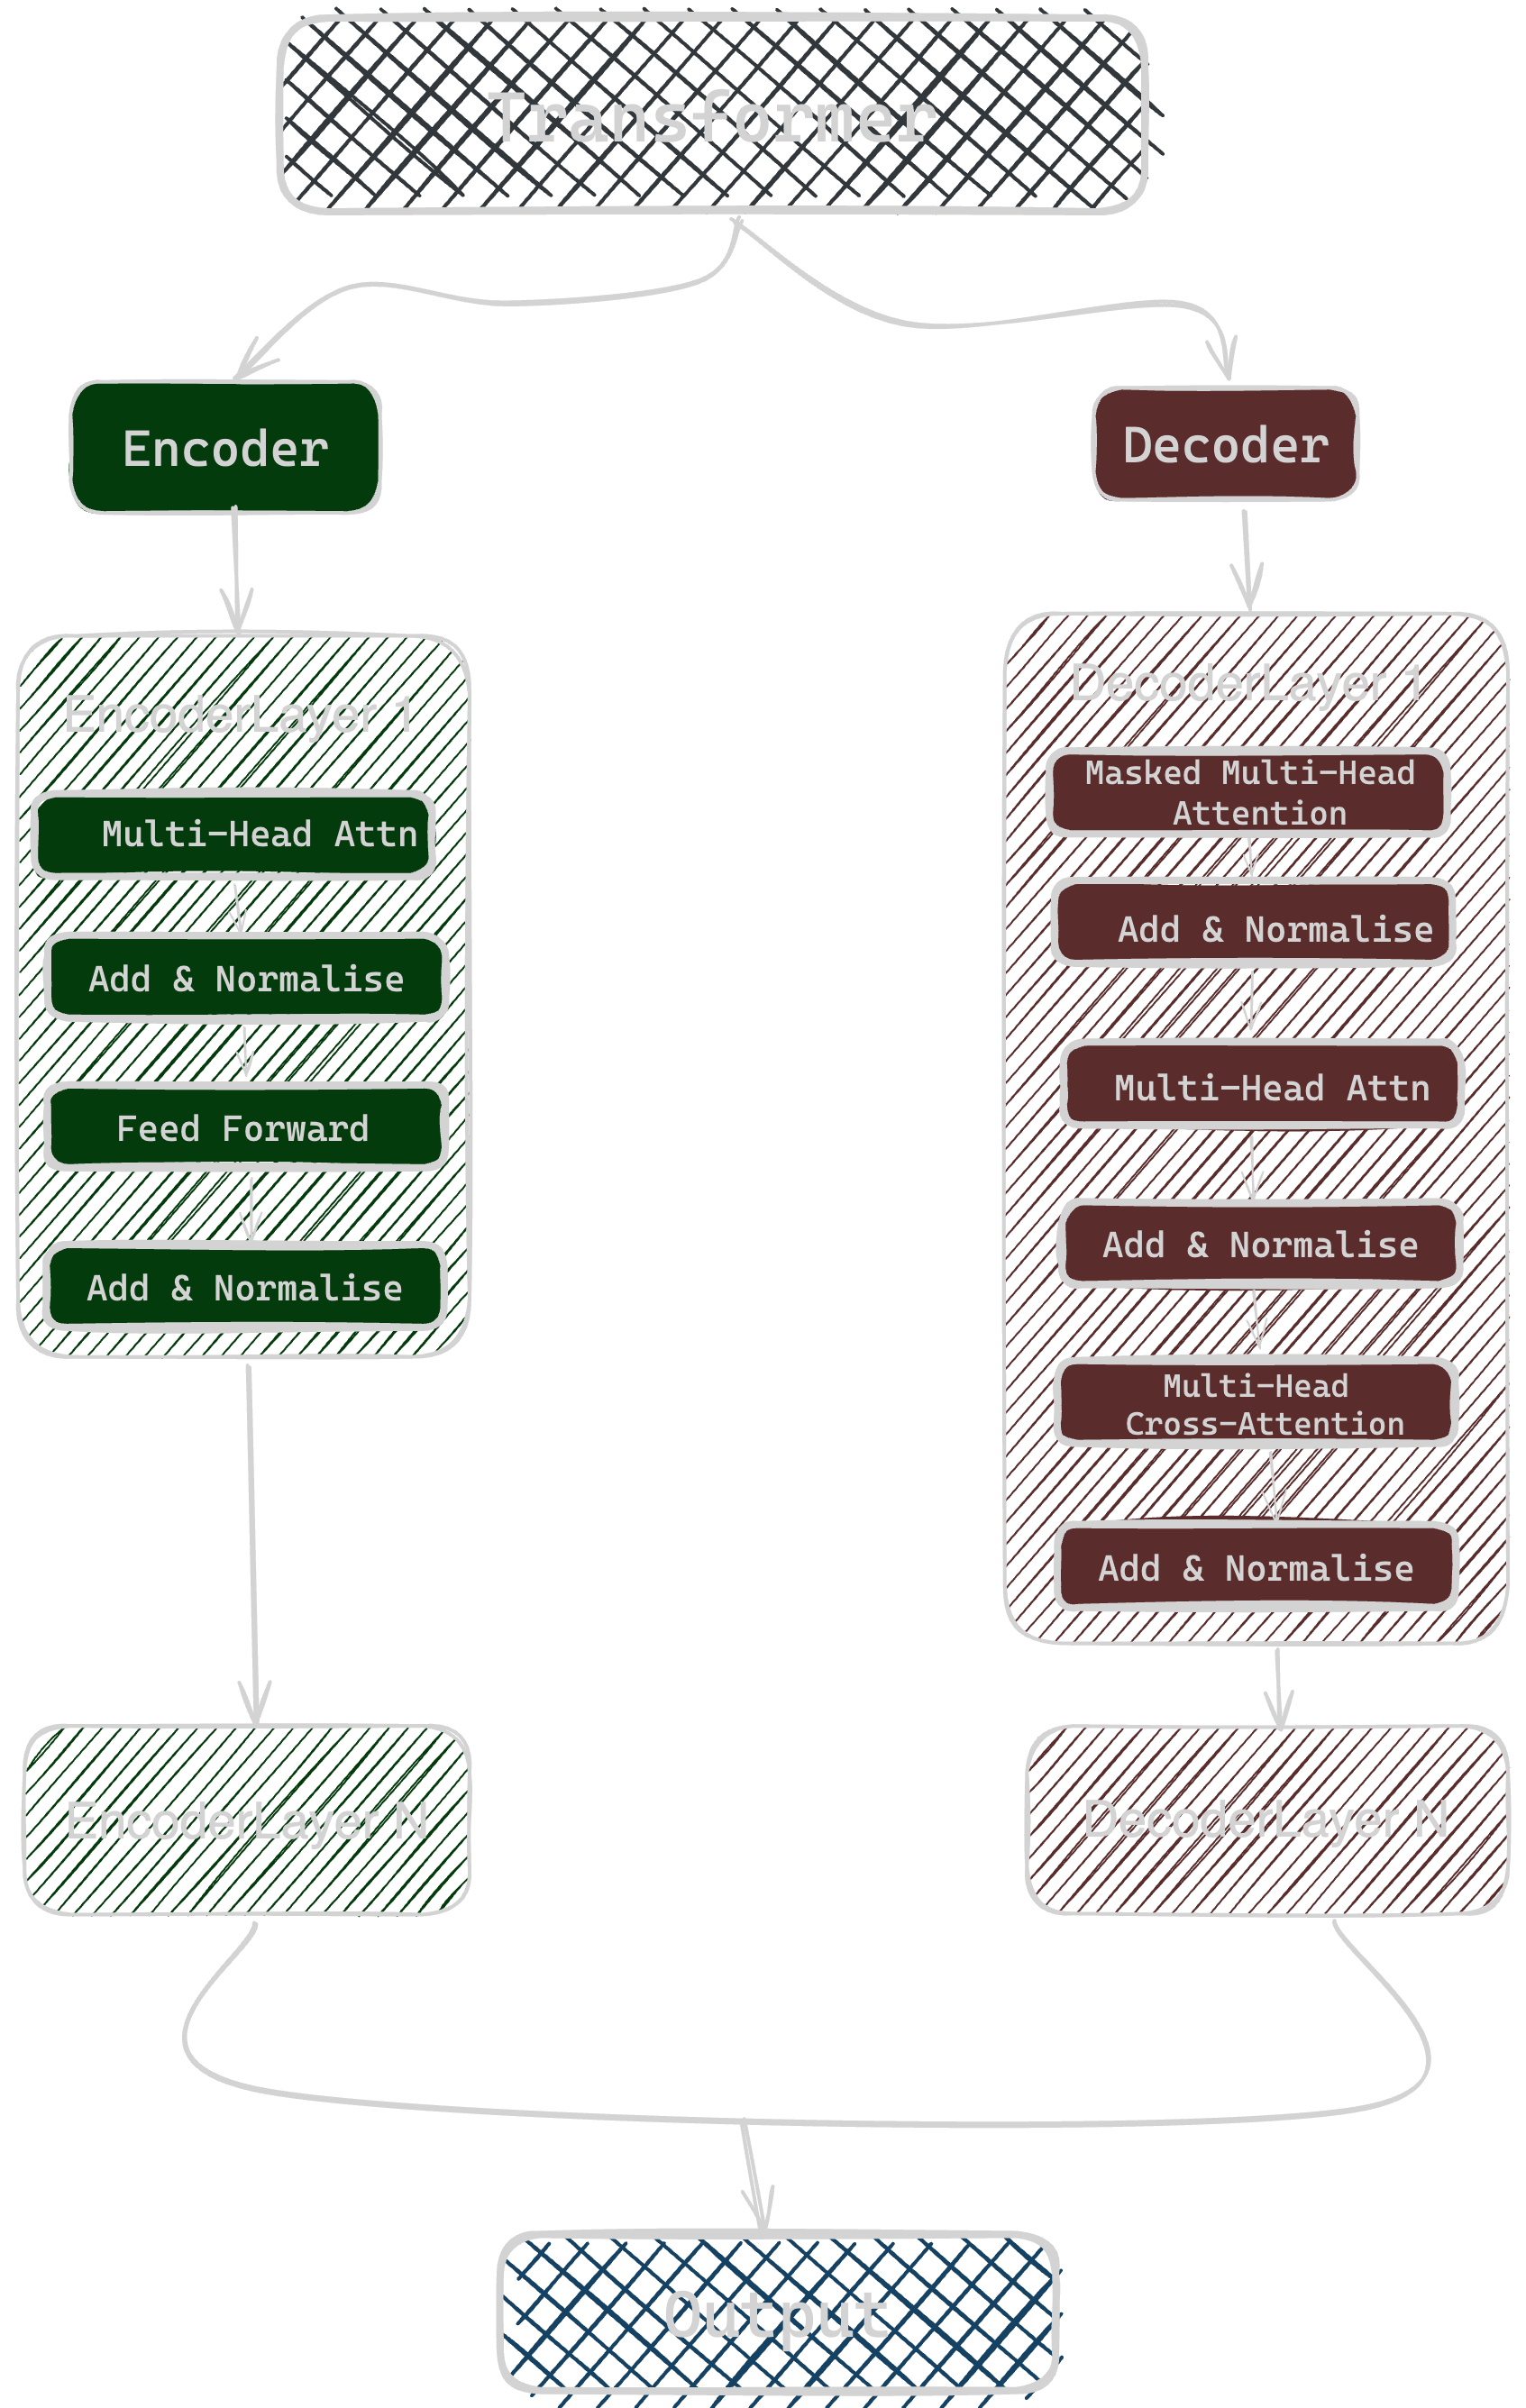 Transformer
Encoder
Decoder
EncoderLayer 1
Multi-Head Attn
Add & Normalise
Feed Forward
Add & Normalise
DecoderLayer 1
Masked Multi-Head
Attention
Add & Normalise
Multi-Head Attn
Add & Normalise
Multi-Head
Cross-Attention
Add & Normalise
EncoderLayer N
DecoderLayer N
Output